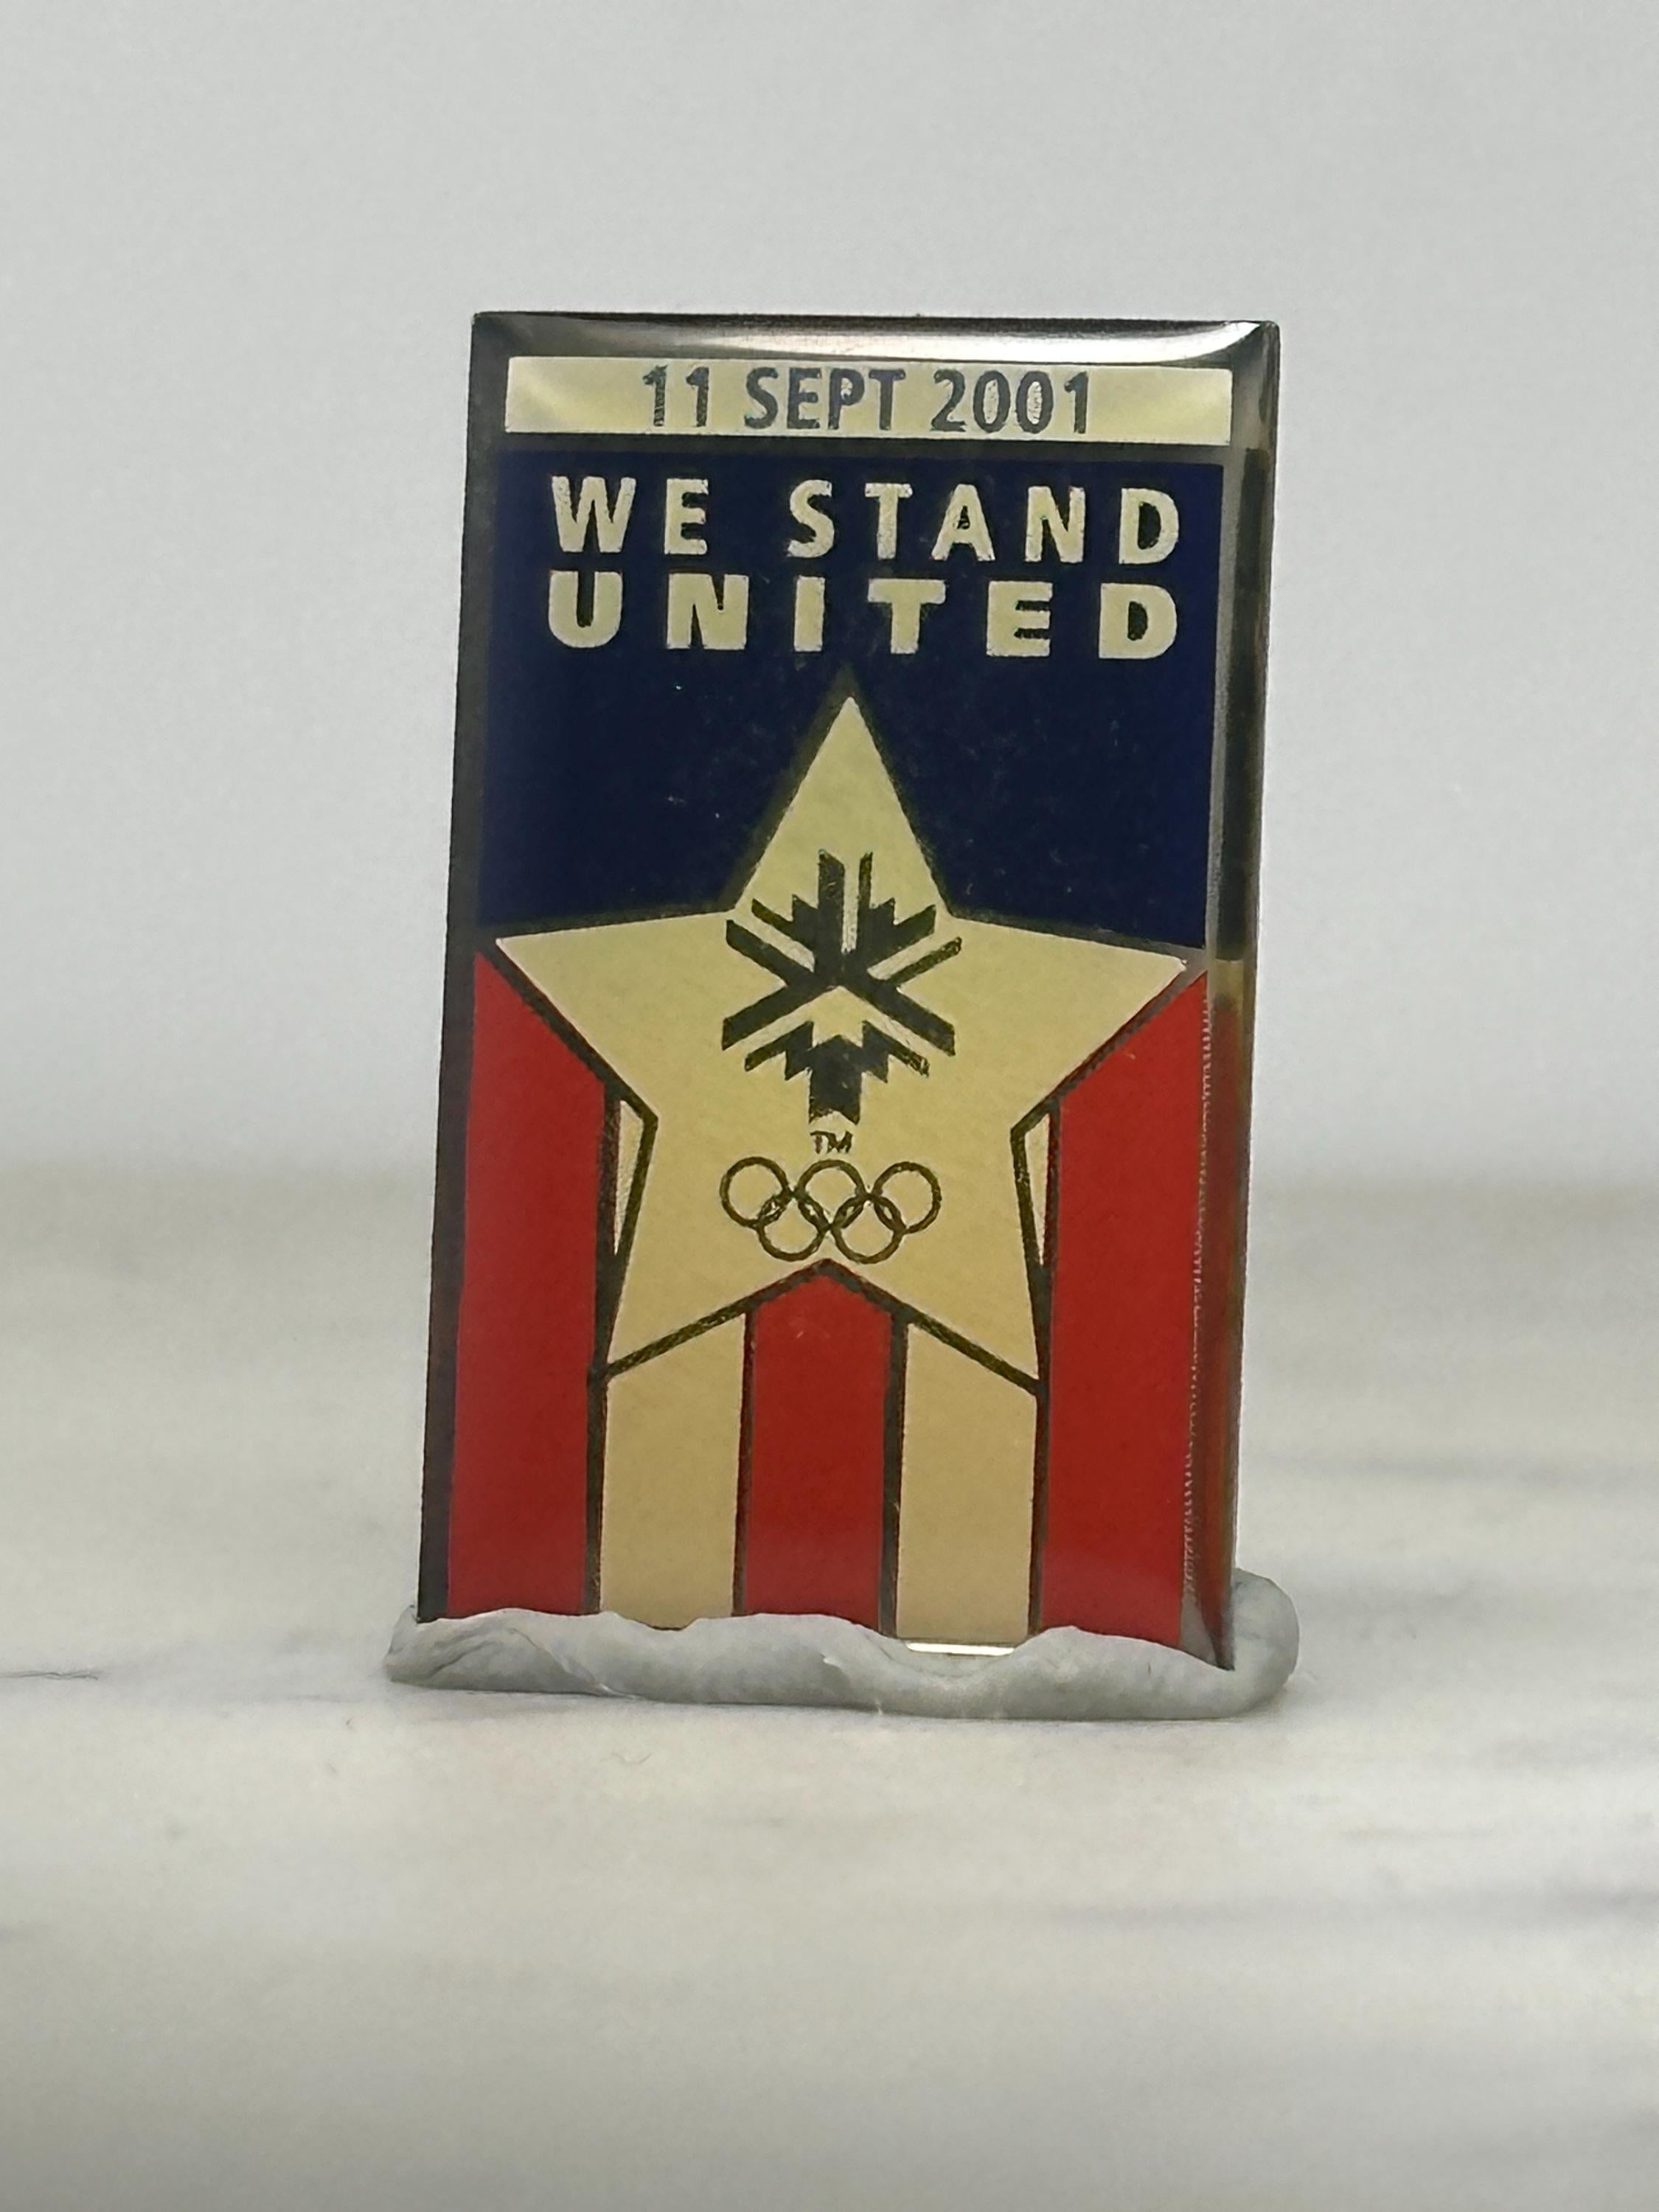 11 SEPT 2001
WE STAND
UNITED
TM